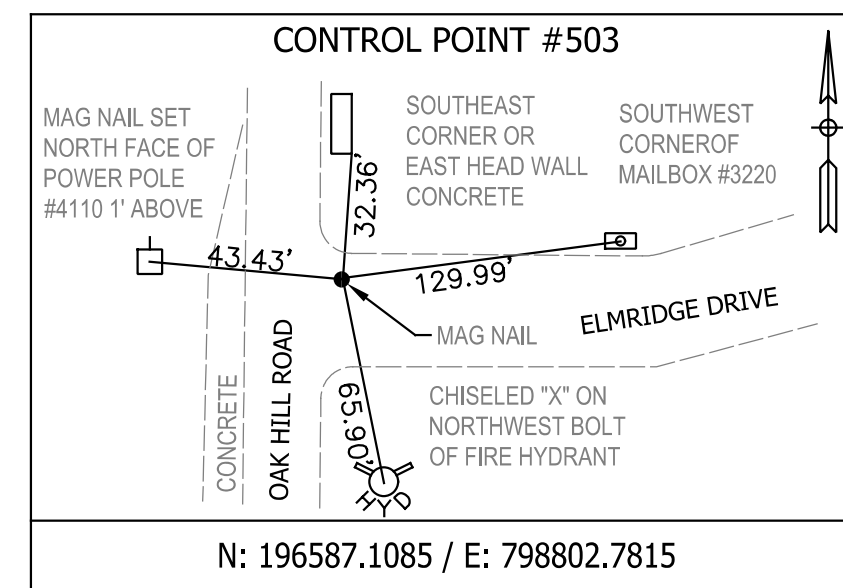 CONTROL POINT #503
MAG NAIL SET
NORTH FACE OF
POWER POLE
#4110 1' ABOVE
SOUTHEAST
CORNER OR
EAST HEAD WALL
CONCRETE
SOUTHWEST
CORNEROF
MAILBOX #3220
32.36'
43.43'
129.99'
MAG NAIL
ELMRIDGE DRIVE
CONCRETE
OAK HILL ROAD
65.90'
CHISELED "X" ON
NORTHWEST BOLT
OF FIRE HYDRANT
HYD
N: 196587.1085 / E: 798802.7815